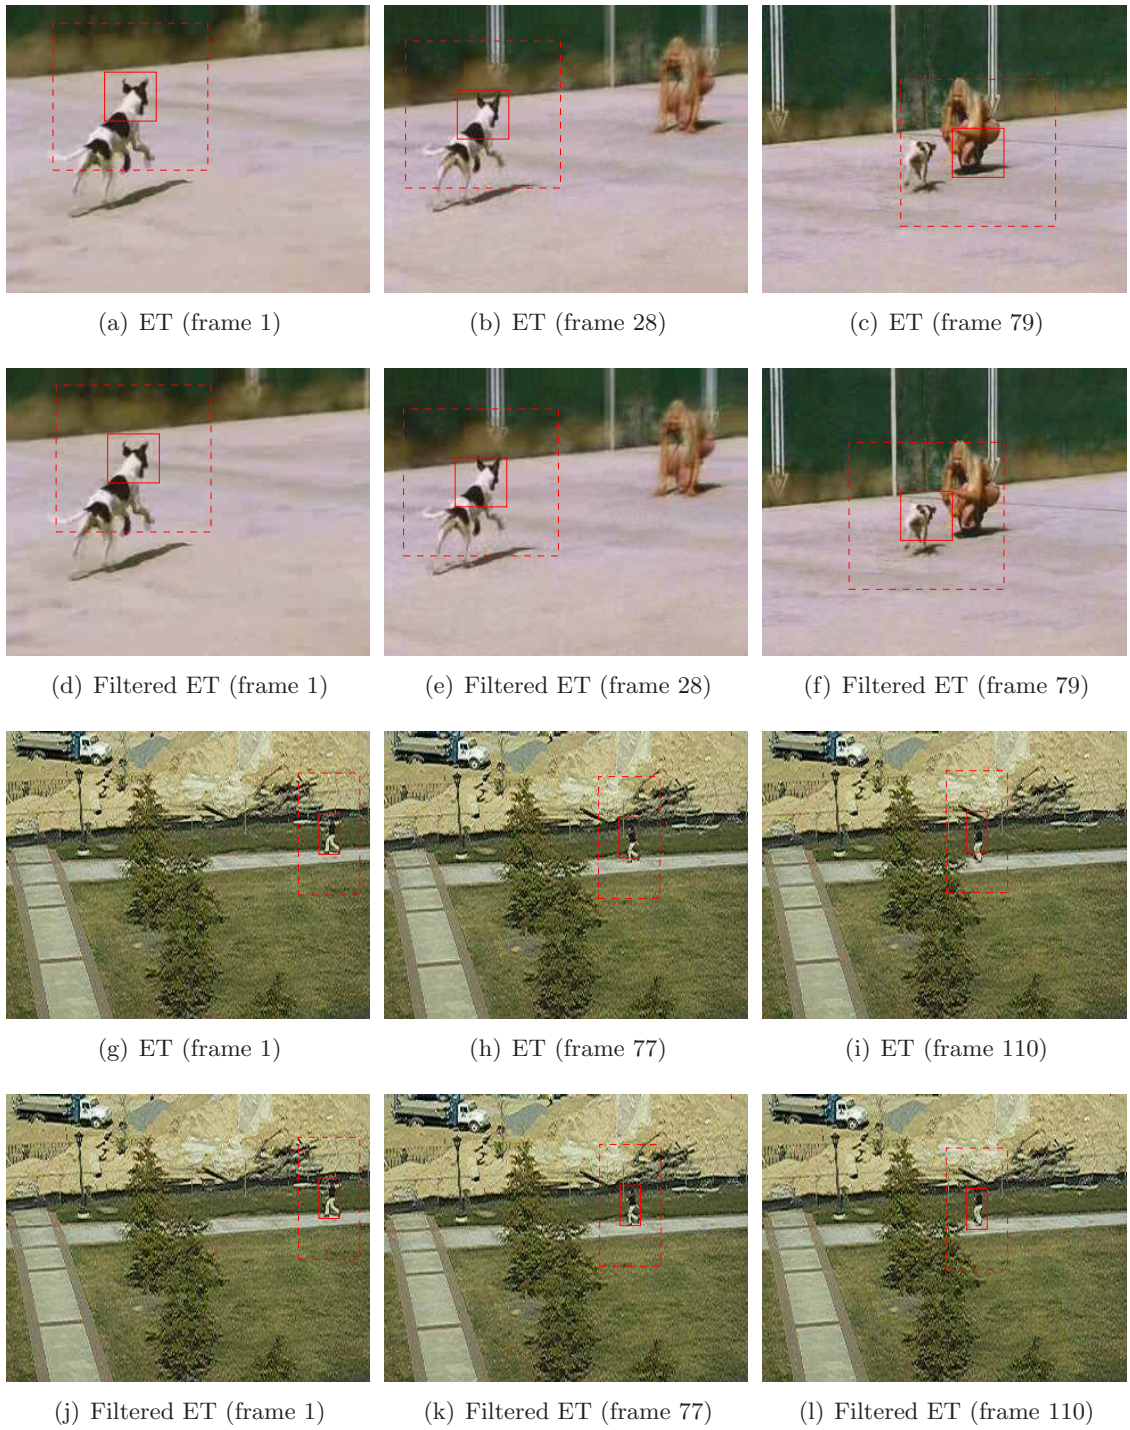 (a) ET (frame 1)
(b) ET (frame 28)
(c) ET (frame 79)
(d) Filtered ET (frame 1)
(e) Filtered ET (frame 28)
(f) Filtered ET (frame 79)
(g) ET (frame 1)
(h) ET (frame 77)
(i) ET (frame 110)
(j) Filtered ET (frame 1)
(k) Filtered ET (frame 77)
(l) Filtered ET (frame 110)